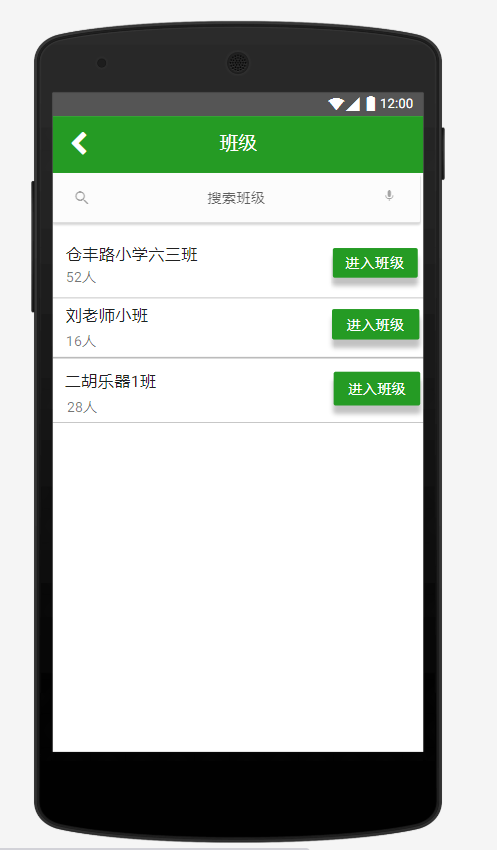 12:00
班级
搜索班级
仓丰路小学六三班
52人
进入班级
刘老师小班
16人
进入班级
二胡乐器1班
28人
进入班级